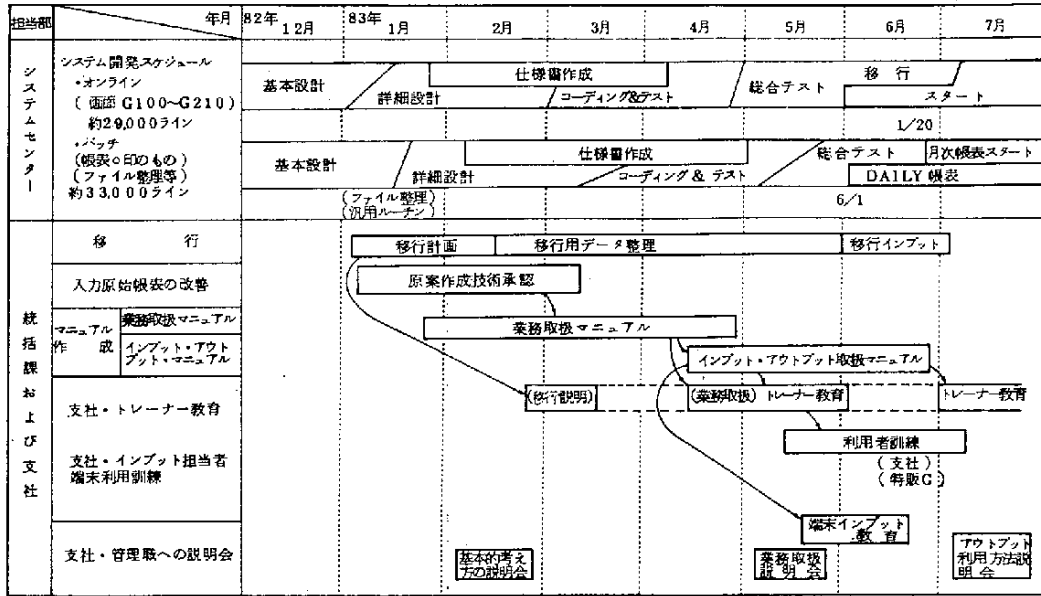 担当部
年月
82年
12月
83年
1月
2月
3月
4月
5月
6月
7月
システムセンター
システム開発スケジュール
・オンライン
(画面 G100~G210)
約29,000ライン
・バッチ
(帳表○印のもの)
(ファイル整理等)
約33,000ライン
基本設計
詳細設計
仕様書作成
コーディング&テスト
総合テスト
移 行
スタート
1/20
基本設計
詳細設計
仕様書作成
コーディング & テスト
総合テスト
月次帳表スタート
DAILY 帳表
(ファイル整理)
(汎用ルーチン)
6/1
統括課および支社
移 行
移行計画
移行用データ整理
移行インプット
入力原始帳表の改善
原案作成技術承認
マニュアル
作 成
業務取扱マニュアル
インプット・アウト
プット・マニュアル
業務取扱マニュアル
インプット・アウトプット取扱マニュアル
支社・トレーナー教育
(移行説明)
(業務取扱)トレーナー教育
トレーナー教育
支社・インプット担当者
端末利用訓練
利用者訓練
(支社)
(特販G)
端末インプット
教 育
支社・管理職への説明会
基本的考え
方の説明会
業務取扱
説 明 会
アウトプット
利用方法説
明 会